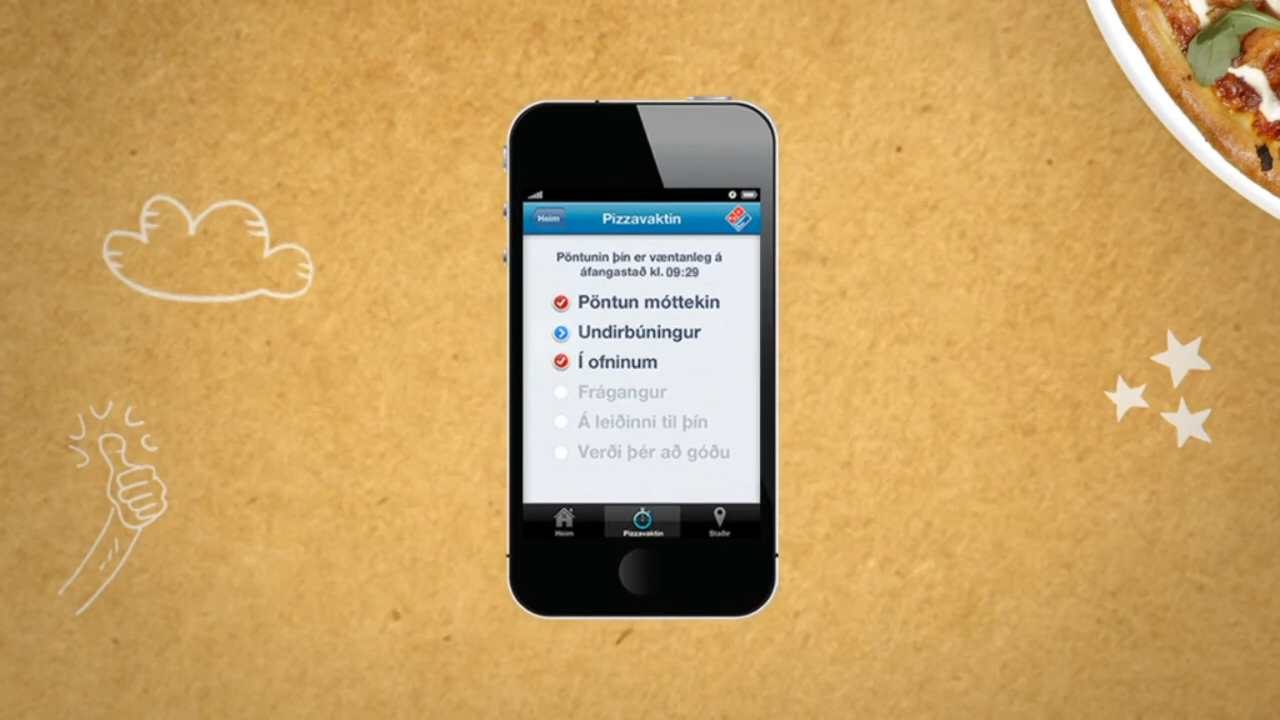 Heim
Pizzavaktin
Pöntunin þín er væntanleg á
áfangastað kl. 09:29
Pöntun móttekin
Undirbúningur
Í ofninum
Frágangur
Á leiðinni til þín
Verði þér að góðu
Heim
Pizzavaktin
Staðir